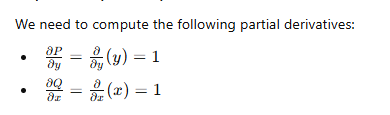 We need to compute the following partial derivatives:
• ∂P/∂y = ∂/∂y (y) = 1
• ∂Q/∂x = ∂/∂x (x) = 1